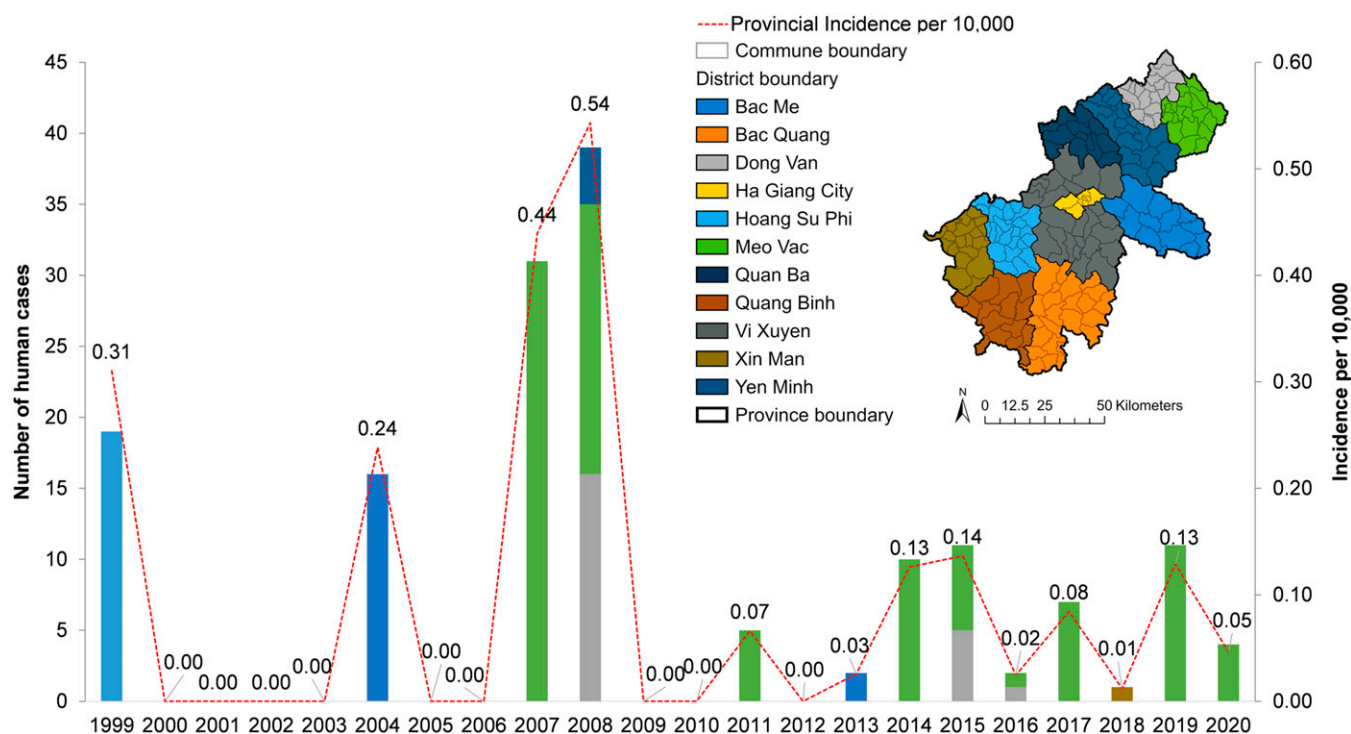 Provincial Incidence per 10,000
Commune boundary
District boundary
Bac Me
Bac Quang
Dong Van
Ha Giang City
Hoang Su Phi
Meo Vac
Quan Ba
Quang Binh
Vi Xuyen
Xin Man
Yen Minh
Province boundary
N
0 12.5 25 50 Kilometers
Number of human cases
45
40
35
30
25
20
15
10
5
0
0.31
0.00
0.00
0.00
0.00
0.24
0.00
0.00
0.44
0.54
0.00
0.00
0.07
0.00
0.03
0.13
0.14
0.02
0.08
0.01
0.13
0.05
0.60
0.50
0.40
0.30
0.20
0.10
0.00
Incidence per 10,000
1999 2000 2001 2002 2003 2004 2005 2006 2007 2008 2009 2010 2011 2012 2013 2014 2015 2016 2017 2018 2019 2020